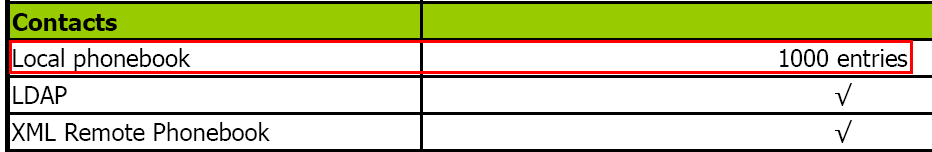 Contacts
Local phonebook 1000 entries
LDAP √
XML Remote Phonebook √